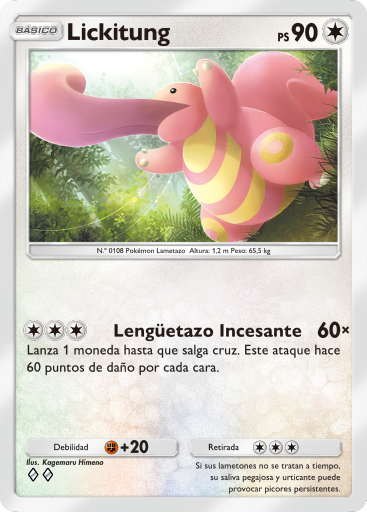 BÁSICO Lickitung PS 90
N.º 0108 Pokémon Lametazo Altura: 1,2 m Peso: 65,5 kg
Lengüetazo Incesante 60×
Lanza 1 moneda hasta que salga cruz. Este ataque hace
60 puntos de daño por cada cara.
Debilidad +20 Retirada
Ilus. Kagemaru Himeno
Si sus lametones no se tratan a tiempo,
su saliva pegajosa y urticante puede
provocar picores persistentes.